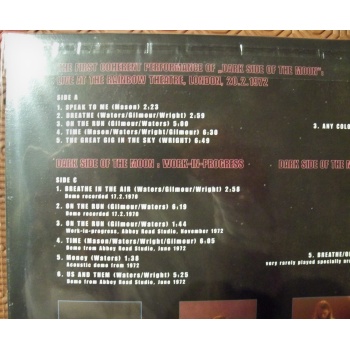 THE FIRST COHERENT PERFORMANCE OF „DARK SIDE OF THE MOON":
LIVE AT THE RAINBOW THEATRE, LONDON, 20.2.1972
SIDE A
1. SPEAK TO ME (Mason) 2:23
2. BREATHE (Waters/Gilmour/Wright) 2:59
3. ON THE RUN (Gilmour/Waters) 5:08
4. TIME (Mason/Waters/Wright/Gilmour) 6:30
5. THE GREAT GIG IN THE SKY (WRIGHT) 6:49
3. ANY COLO
DARK SIDE OF THE MOON : WORK-IN-PROGRESS
DARK SIDE OF THE M
SIDE C
1. BREATHE IN THE AIR (Waters/Gilmour/Wright) 2:56
Demo recorded 17.2.1970
2. ON THE RUN (Gilmour/Waters) 6:19
Demo recorded 17.2.1970
3. ON THE RUN (Gilmour/Waters) 1:44
Work-in-progress, Abbey Road Studio, November 1972
4. TIME (Mason/Waters/Wright/Gilmour) 6:05
Demo from Abbey Road Studio, June 1972
5. Money (Waters) 1:36
Acoustic demo from 1972
6. US AND THEM (Waters/Wright) 5:25
Demo from Abbey Road Studio, June 1972
5. BREATHE/
very rarely played specially